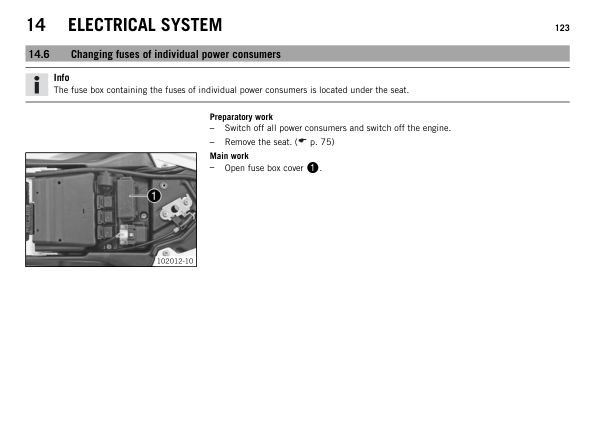 14 ELECTRICAL SYSTEM 123
14.6 Changing fuses of individual power consumers
Info
The fuse box containing the fuses of individual power consumers is located under the seat.
Preparatory work
– Switch off all power consumers and switch off the engine.
– Remove the seat. (☛ p. 75)
Main work
– Open fuse box cover 1.
1
102012-10